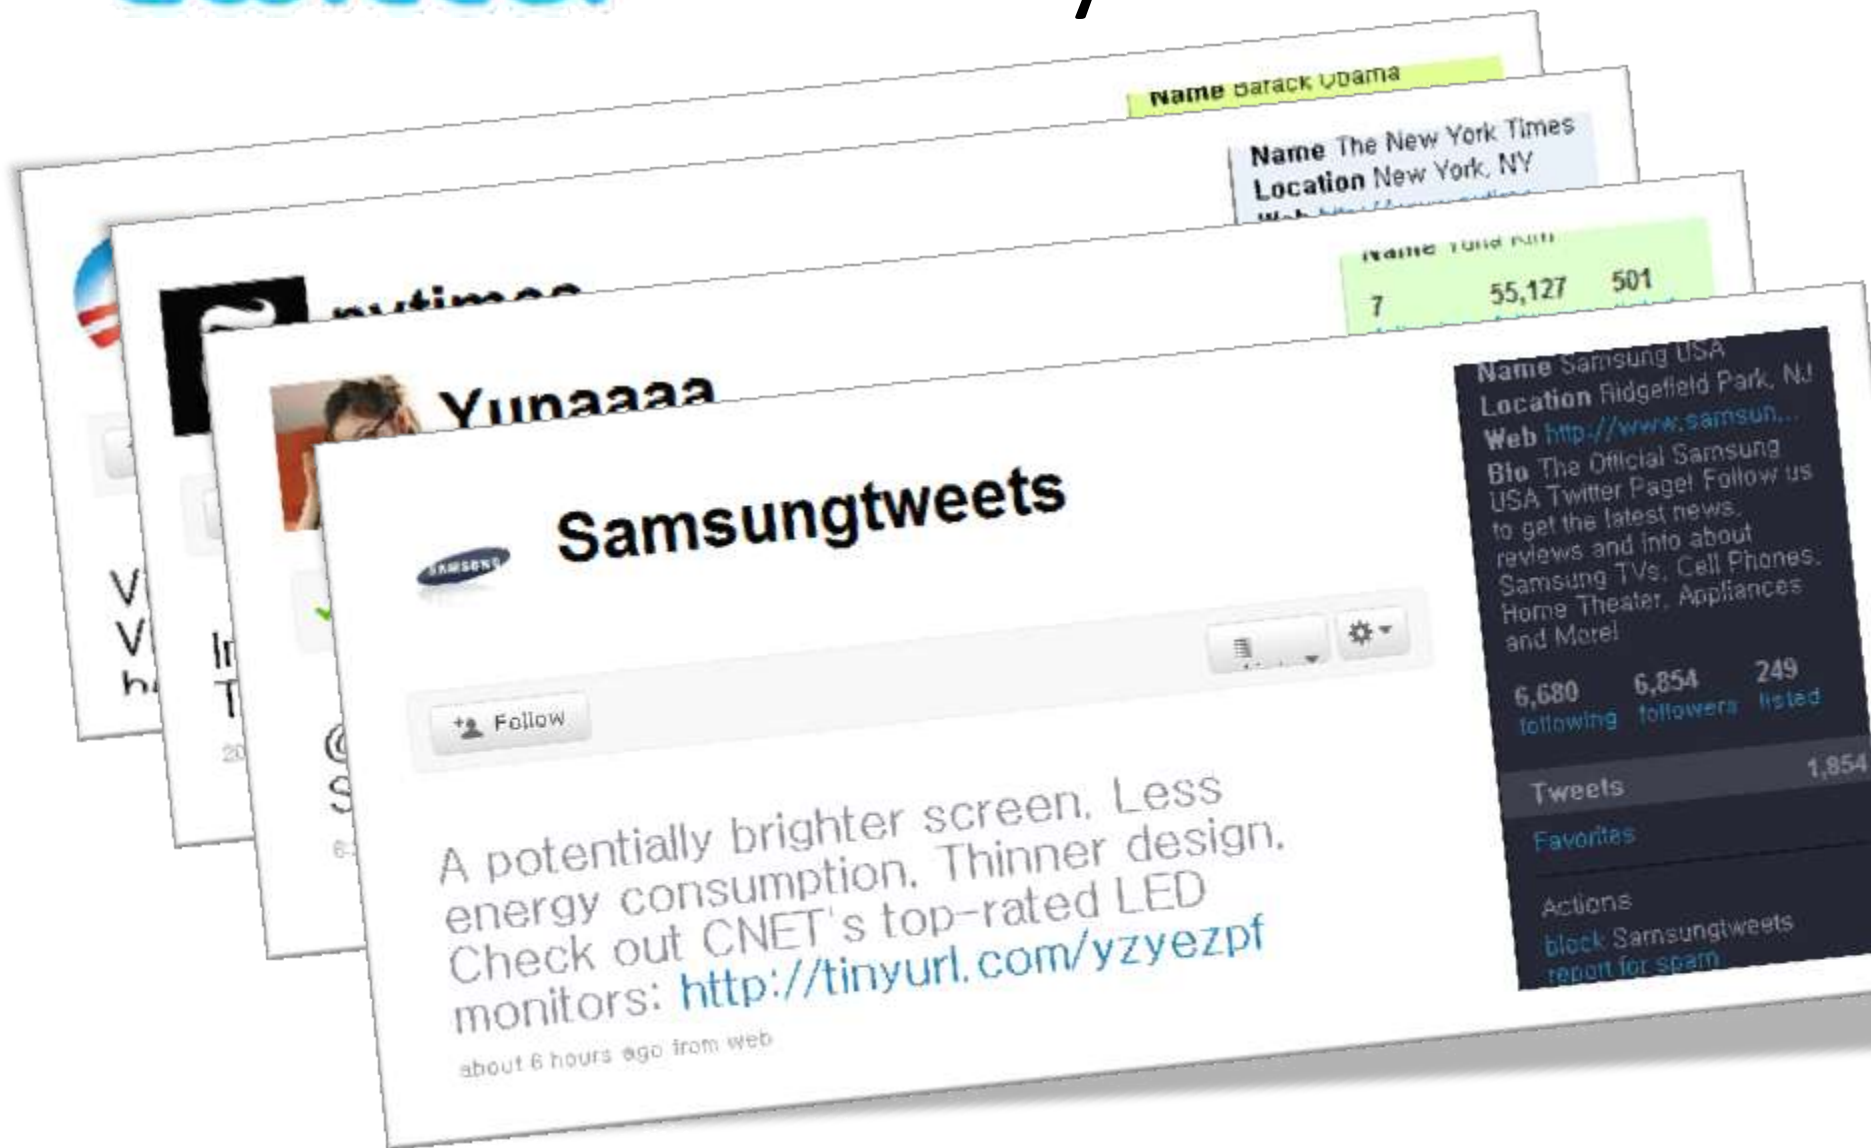 Name Barack Obama
Name The New York Times
Location New York, NY
nytimes
Name Yuna Kim
7 55,127 501
Yunaaaa
Samsungtweets
SAMSUNG
Follow
A potentially brighter screen, Less
energy consumption, Thinner design,
Check out CNET's top-rated LED
monitors: http://tinyurl.com/yzyezpf
about 6 hours ago from web
Name Samsung USA
Location Ridgefield Park, NJ
Web http://www.samsun...
Bio The Official Samsung
USA Twitter Page! Follow us
to get the latest news,
reviews and info about
Samsung TVs, Cell Phones,
Home Theater, Appliances
and More!
6,680 6,854 249
following followers listed
Tweets 1,854
Favorites
Actions
block Samsungtweets
report for spam